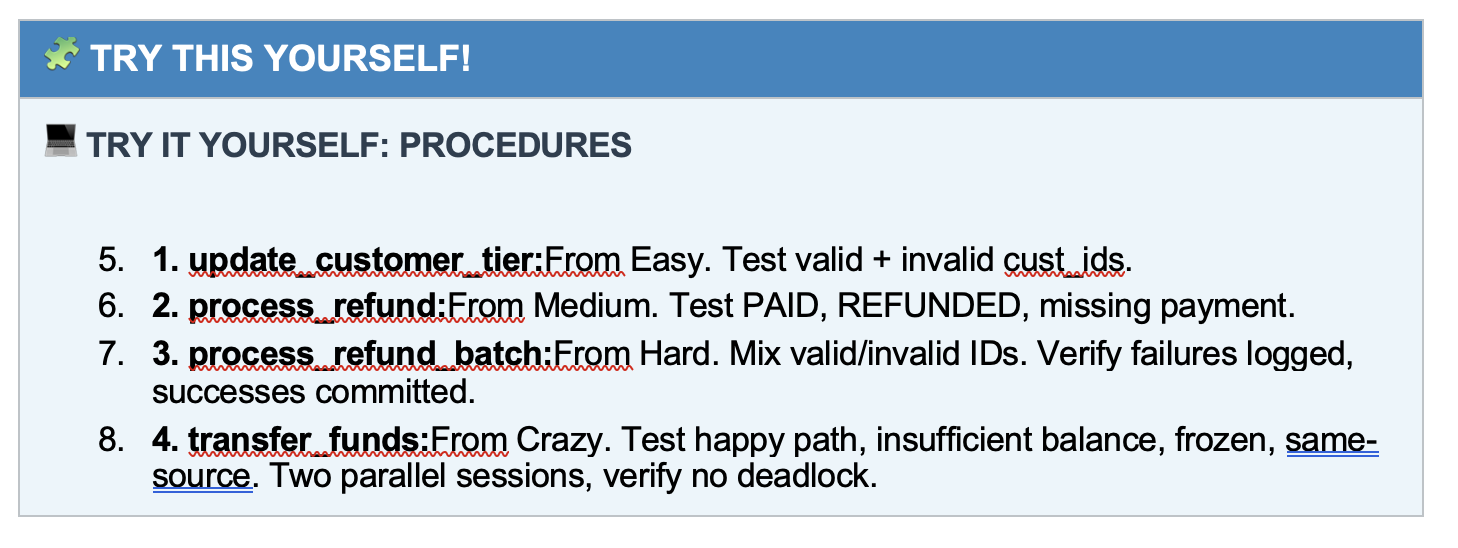 TRY THIS YOURSELF!
TRY IT YOURSELF: PROCEDURES
5. 1. update_customer_tier:From Easy. Test valid + invalid cust_ids.
6. 2. process_refund:From Medium. Test PAID, REFUNDED, missing payment.
7. 3. process_refund_batch:From Hard. Mix valid/invalid IDs. Verify failures logged,
successes committed.
8. 4. transfer_funds:From Crazy. Test happy path, insufficient balance, frozen, same-
source. Two parallel sessions, verify no deadlock.